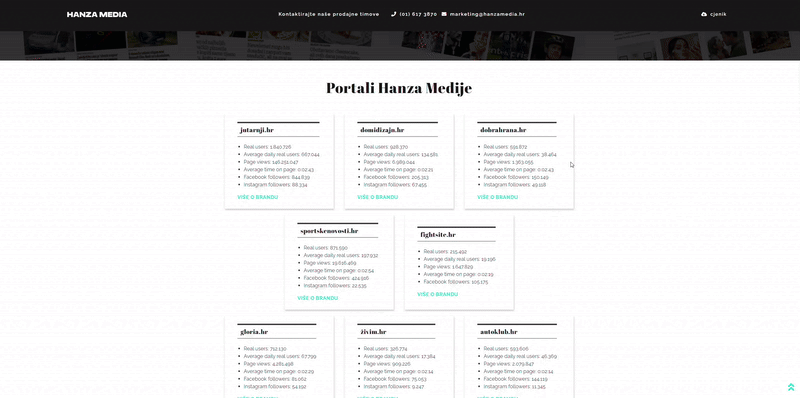 HANZA MEDIA
Kontaktirajte naše prodajne timove (01) 617 3870 marketing@hanzamedia.hr
cjenik
Portali Hanza Medije
jutarnji.hr
Real users: 1.840.726
Average daily real users: 667.044
Page views: 146.251.047
Average time on page: 0:02:43
Facebook followers: 644.839
Instagram followers: 88.334
VIŠE O BRANDU
domidizajn.hr
Real users: 928.370
Average daily real users: 134.581
Page views: 6.989.044
Average time on page: 0:02:21
Facebook followers: 205.313
Instagram followers: 67.455
VIŠE O BRANDU
dobrahrana.hr
Real users: 591.872
Average daily real users: 38.464
Page views: 1.363.055
Average time on page: 0:02:43
Facebook followers: 150.149
Instagram followers: 49.118
VIŠE O BRANDU
sportskenovosti.hr
Real users: 871.590
Average daily real users: 197.932
Page views: 19.616.469
Average time on page: 0:02:54
Facebook followers: 424.916
Instagram followers: 22.535
VIŠE O BRANDU
fightsite.hr
Real users: 215.492
Average daily real users: 19.196
Page views: 1.647.829
Average time on page: 0:02:19
Facebook followers: 105.175
VIŠE O BRANDU
gloria.hr
Real users: 712.130
Average daily real users: 67.799
Page views: 4.281.498
Average time on page: 0:02:29
Facebook followers: 81.062
Instagram followers: 54.192
živim.hr
Real users: 326.774
Average daily real users: 17.384
Page views: 909.226
Average time on page: 0:02:34
Facebook followers: 75.053
Instagram followers: 9.247
autoklub.hr
Real users: 593.606
Average daily real users: 46.369
Page views: 2.079.647
Average time on page: 0:02:34
Facebook followers: 144.119
Instagram followers: 11.345